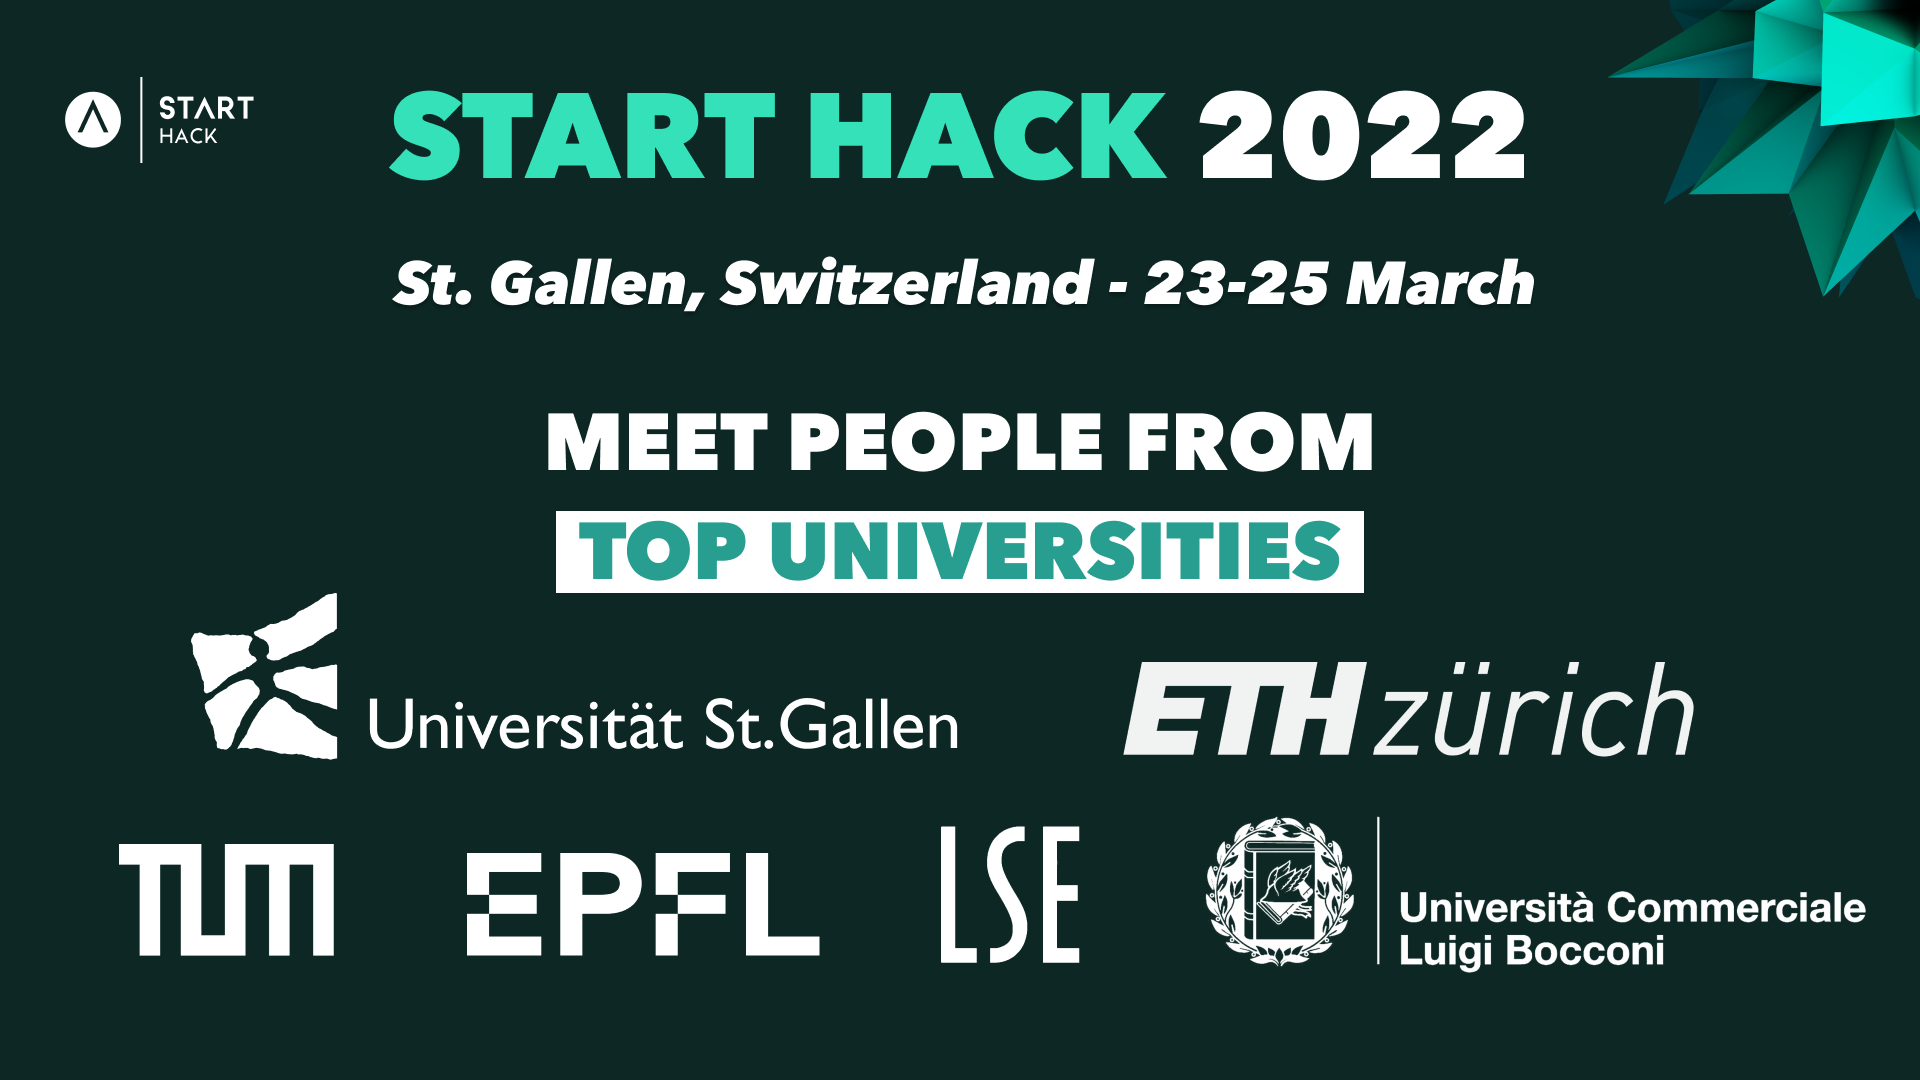 START
HACK
START HACK 2022
St. Gallen, Switzerland - 23-25 March
MEET PEOPLE FROM
TOP UNIVERSITIES
Universität St.Gallen
ETH zürich
TUM
EPFL
LSE
Università Commerciale
Luigi Bocconi